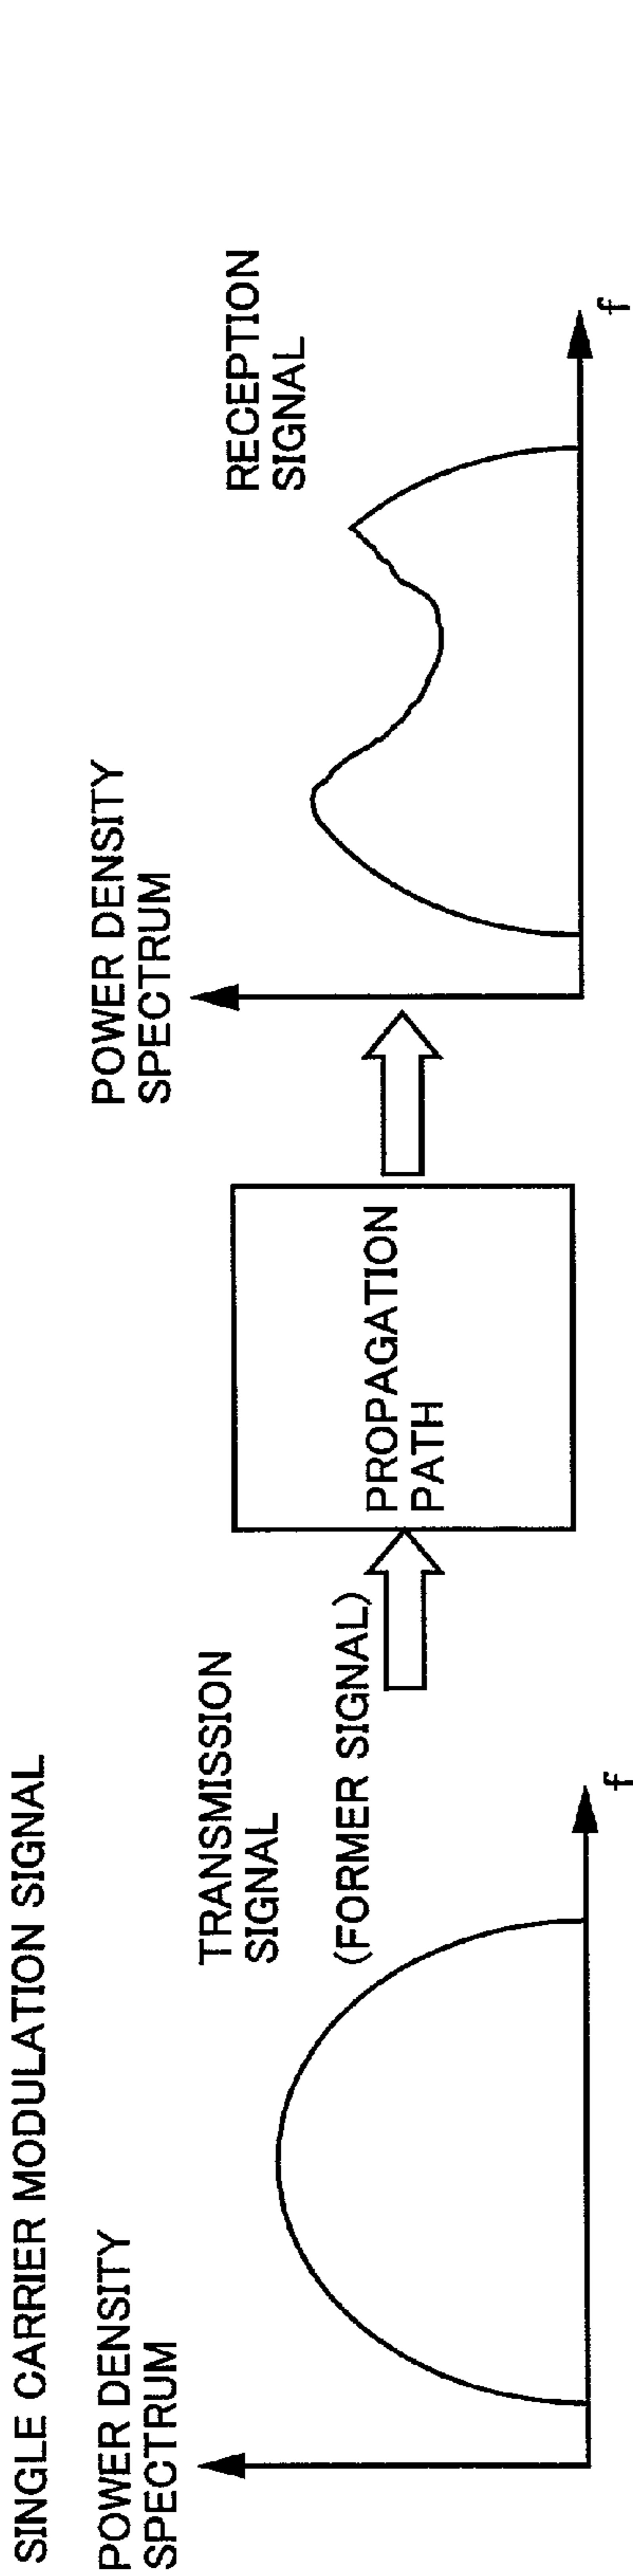 SINGLE CARRIER MODULATION SIGNAL
POWER DENSITY
SPECTRUM
TRANSMISSION
SIGNAL
(FORMER SIGNAL)
f
PROPAGATION
PATH
POWER DENSITY
SPECTRUM
RECEPTION
SIGNAL
f